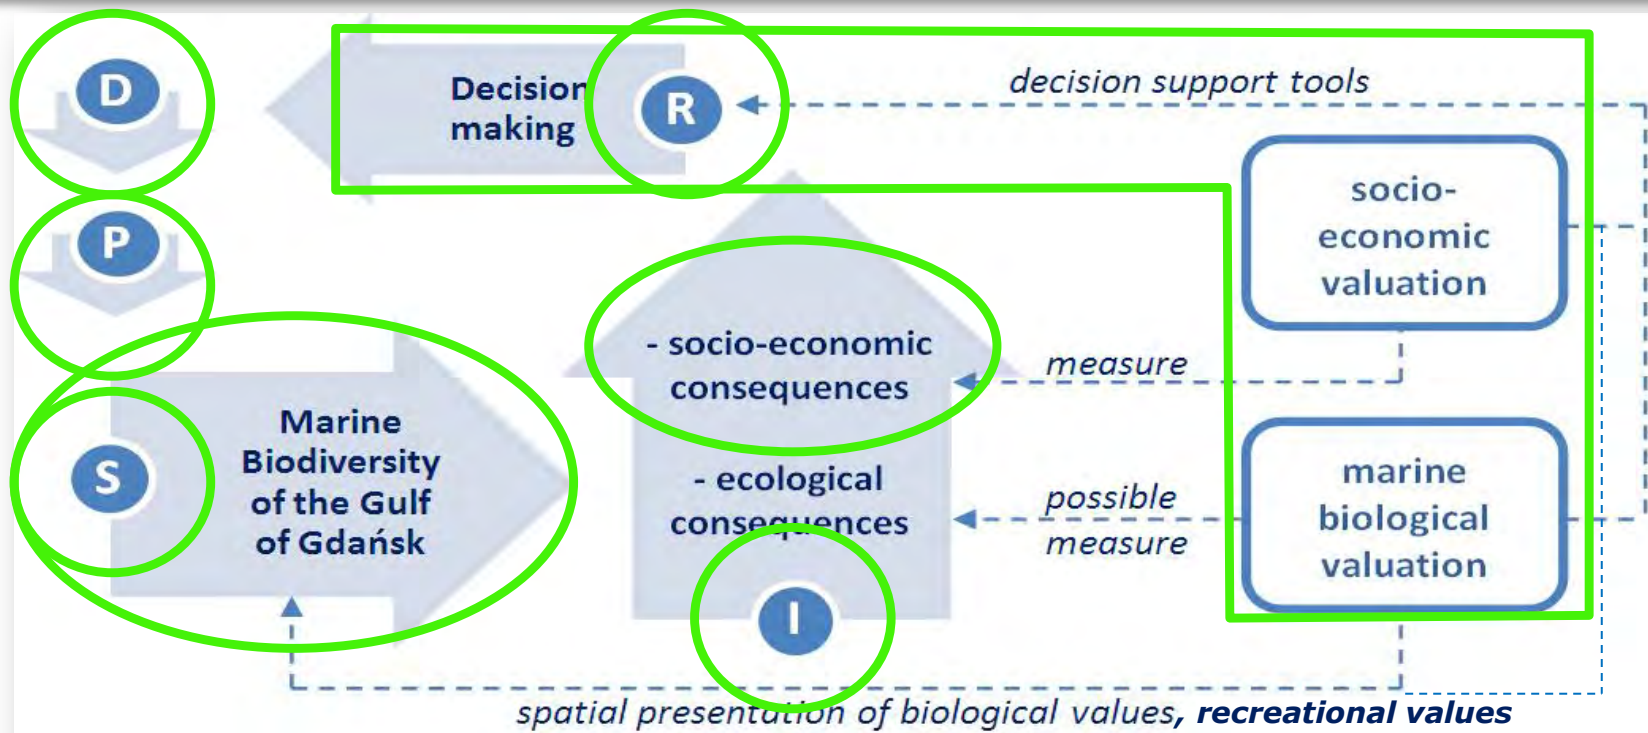 D
P
S
Decision
making
R
decision support tools
socio-
economic
valuation
- socio-economic
consequences
measure
Marine
Biodiversity
of the Gulf
of Gdańsk
- ecological
consequences
possible
measure
marine
biological
valuation
I
spatial presentation of biological values, recreational values